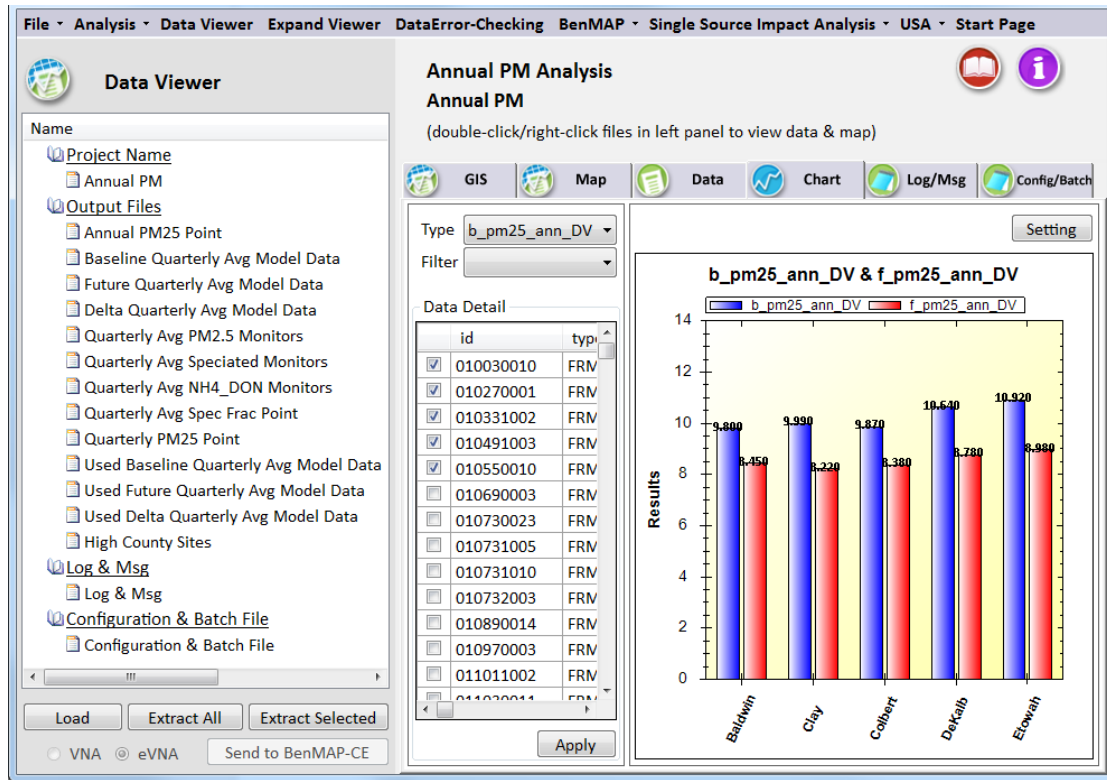 File Analysis Data Viewer Expand Viewer DataError-Checking BenMAP Single Source Impact Analysis USA Start Page
Data Viewer
Name
Project Name
Annual PM
Output Files
Annual PM25 Point
Baseline Quarterly Avg Model Data
Future Quarterly Avg Model Data
Delta Quarterly Avg Model Data
Quarterly Avg PM2.5 Monitors
Quarterly Avg Speciated Monitors
Quarterly Avg NH4_DON Monitors
Quarterly Avg Spec Frac Point
Quarterly PM25 Point
Used Baseline Quarterly Avg Model Data
Used Future Quarterly Avg Model Data
Used Delta Quarterly Avg Model Data
High County Sites
Log & Msg
Log & Msg
Configuration & Batch File
Configuration & Batch File
Load Extract All Extract Selected
VNA eVNA Send to BenMAP-CE
Annual PM Analysis
Annual PM
(double-click/right-click files in left panel to view data & map)
GIS Map Data Chart Log/Msg Config/Batch
Type b_pm25_ann_DV
Filter
Data Detail
id typ
010030010 FRM
010270001 FRM
010331002 FRM
010491003 FRM
010550010 FRM
010690003 FRM
010730023 FRM
010731005 FRM
010731010 FRM
010732003 FRM
010890014 FRM
010970003 FRM
011011002 FRM
Apply
Setting
b_pm25_ann_DV & f_pm25_ann_DV
b_pm25_ann_DV f_pm25_ann_DV
14
12
10
8
6
4
2
0
Results
9.800 8.450 9.990 8.220 9.870 8.380 10.640 8.780 10.920 8.980
Baldwin Clay Colbert DeKalb Etowah